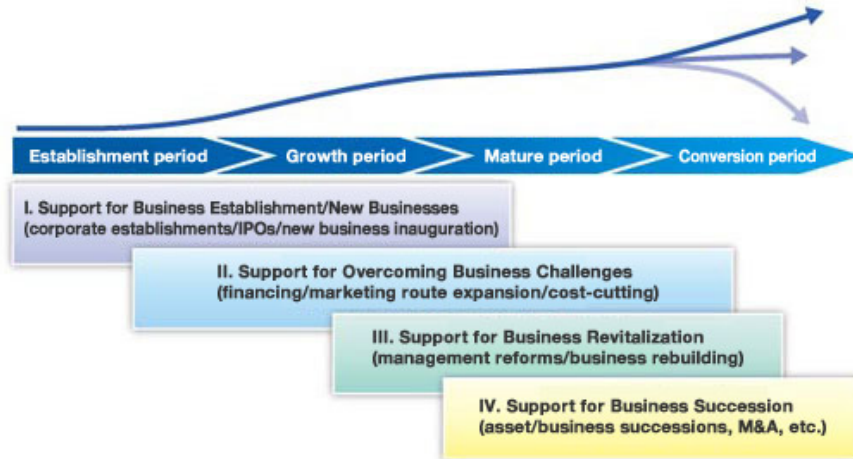 Establishment period
Growth period
Mature period
Conversion period
I. Support for Business Establishment/New Businesses
(corporate establishments/IPOs/new business inauguration)
II. Support for Overcoming Business Challenges
(financing/marketing route expansion/cost-cutting)
III. Support for Business Revitalization
(management reforms/business rebuilding)
IV. Support for Business Succession
(asset/business successions, M&A, etc.)